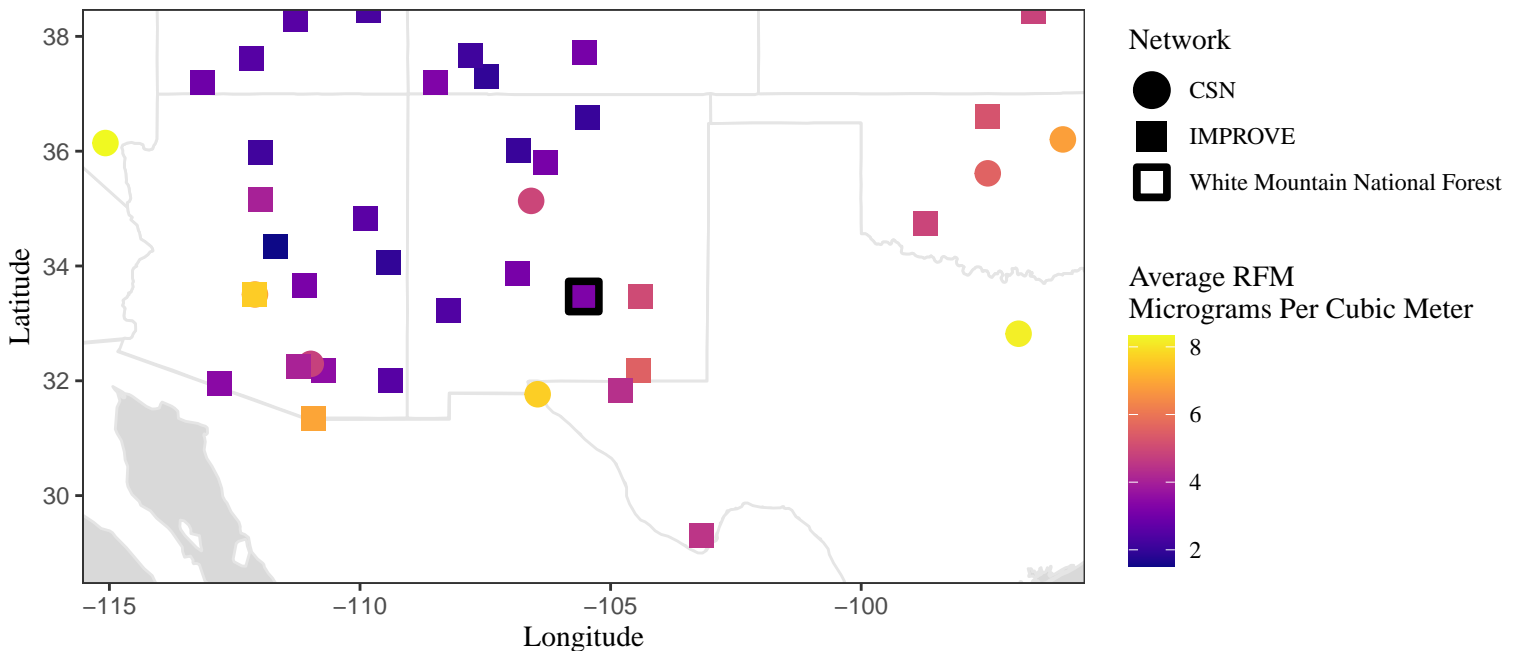 38
36
34
32
30
Latitude
−115
−110
−105
−100
Longitude
Network
CSN
IMPROVE
White Mountain National Forest
Average RFM
Micrograms Per Cubic Meter
8
6
4
2